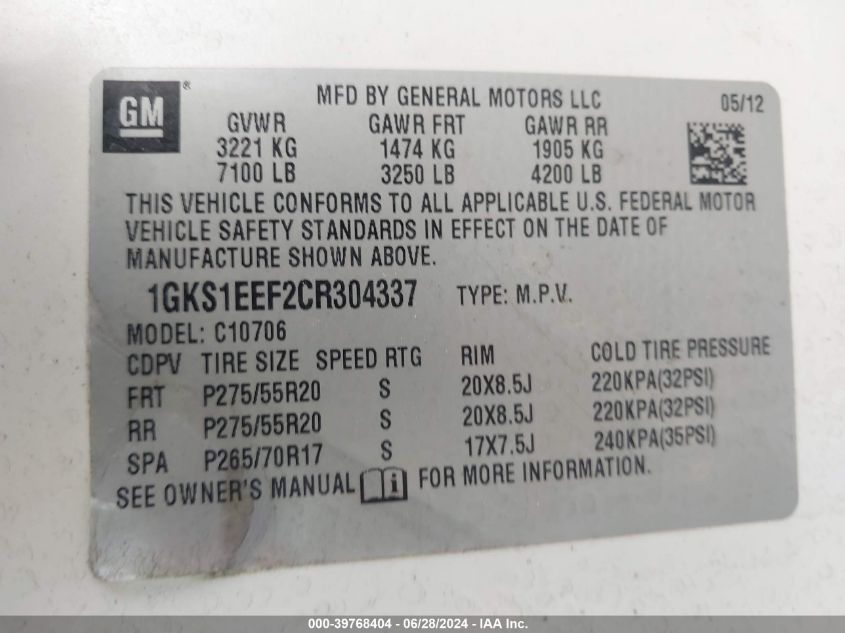 GM ®
MFD BY GENERAL MOTORS LLC 05/12
GVWR GAWR FRT GAWR RR
3221 KG 1474 KG 1905 KG
7100 LB 3250 LB 4200 LB
THIS VEHICLE CONFORMS TO ALL APPLICABLE U.S. FEDERAL MOTOR
VEHICLE SAFETY STANDARDS IN EFFECT ON THE DATE OF
MANUFACTURE SHOWN ABOVE.
1GKS1EEF2CR304337 TYPE: M.P.V.
MODEL: C10706
CDPV TIRE SIZE SPEED RTG RIM COLD TIRE PRESSURE
FRT P275/55R20 S 20X8.5J 220KPA(32PSI)
RR P275/55R20 S 20X8.5J 220KPA(32PSI)
SPA P265/70R17 S 17X7.5J 240KPA(35PSI)
SEE OWNER'S MANUAL i FOR MORE INFORMATION.
000-39768404 - 06/28/2024 - IAA Inc.